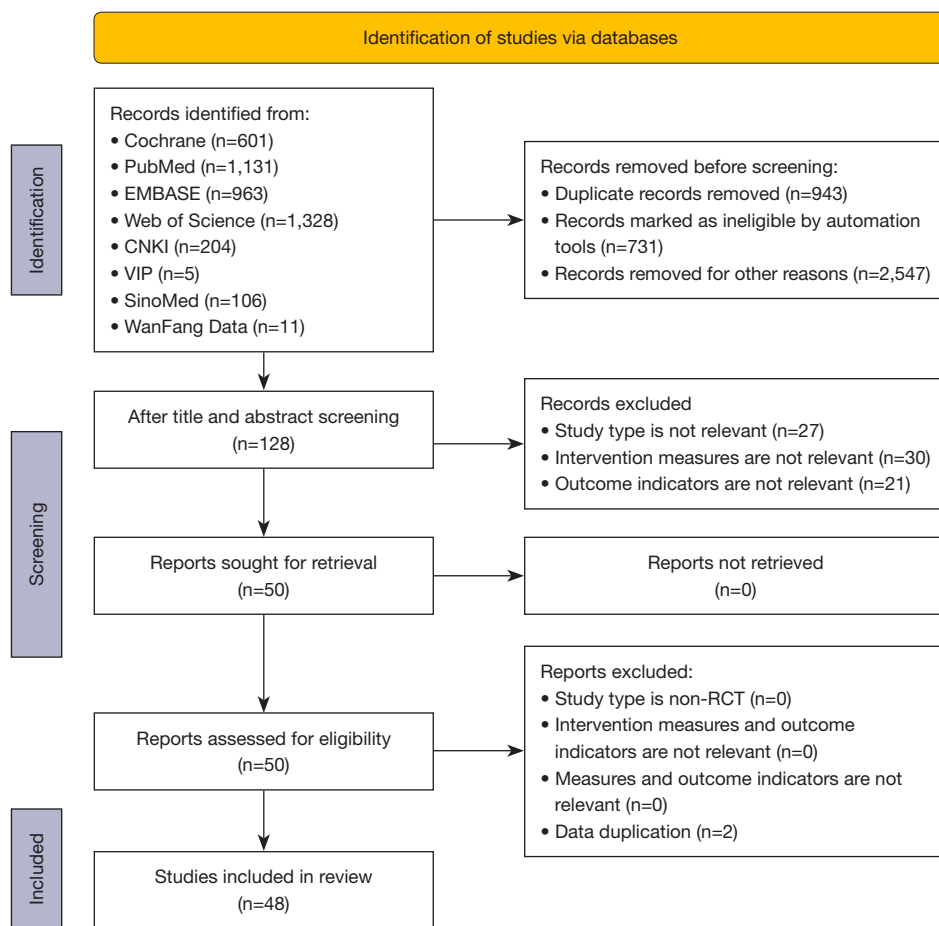 Identification of studies via databases
Identification
Records identified from:
• Cochrane (n=601)
• PubMed (n=1,131)
• EMBASE (n=963)
• Web of Science (n=1,328)
• CNKI (n=204)
• VIP (n=5)
• SinoMed (n=106)
• WanFang Data (n=11)
Records removed before screening:
• Duplicate records removed (n=943)
• Records marked as ineligible by automation
tools (n=731)
• Records removed for other reasons (n=2,547)
Screening
After title and abstract screening
(n=128)
Records excluded
• Study type is not relevant (n=27)
• Intervention measures are not relevant (n=30)
• Outcome indicators are not relevant (n=21)
Reports sought for retrieval
(n=50)
Reports not retrieved
(n=0)
Reports assessed for eligibility
(n=50)
Reports excluded:
• Study type is non-RCT (n=0)
• Intervention measures and outcome
indicators are not relevant (n=0)
• Measures and outcome indicators are not
relevant (n=0)
• Data duplication (n=2)
Included
Studies included in review
(n=48)